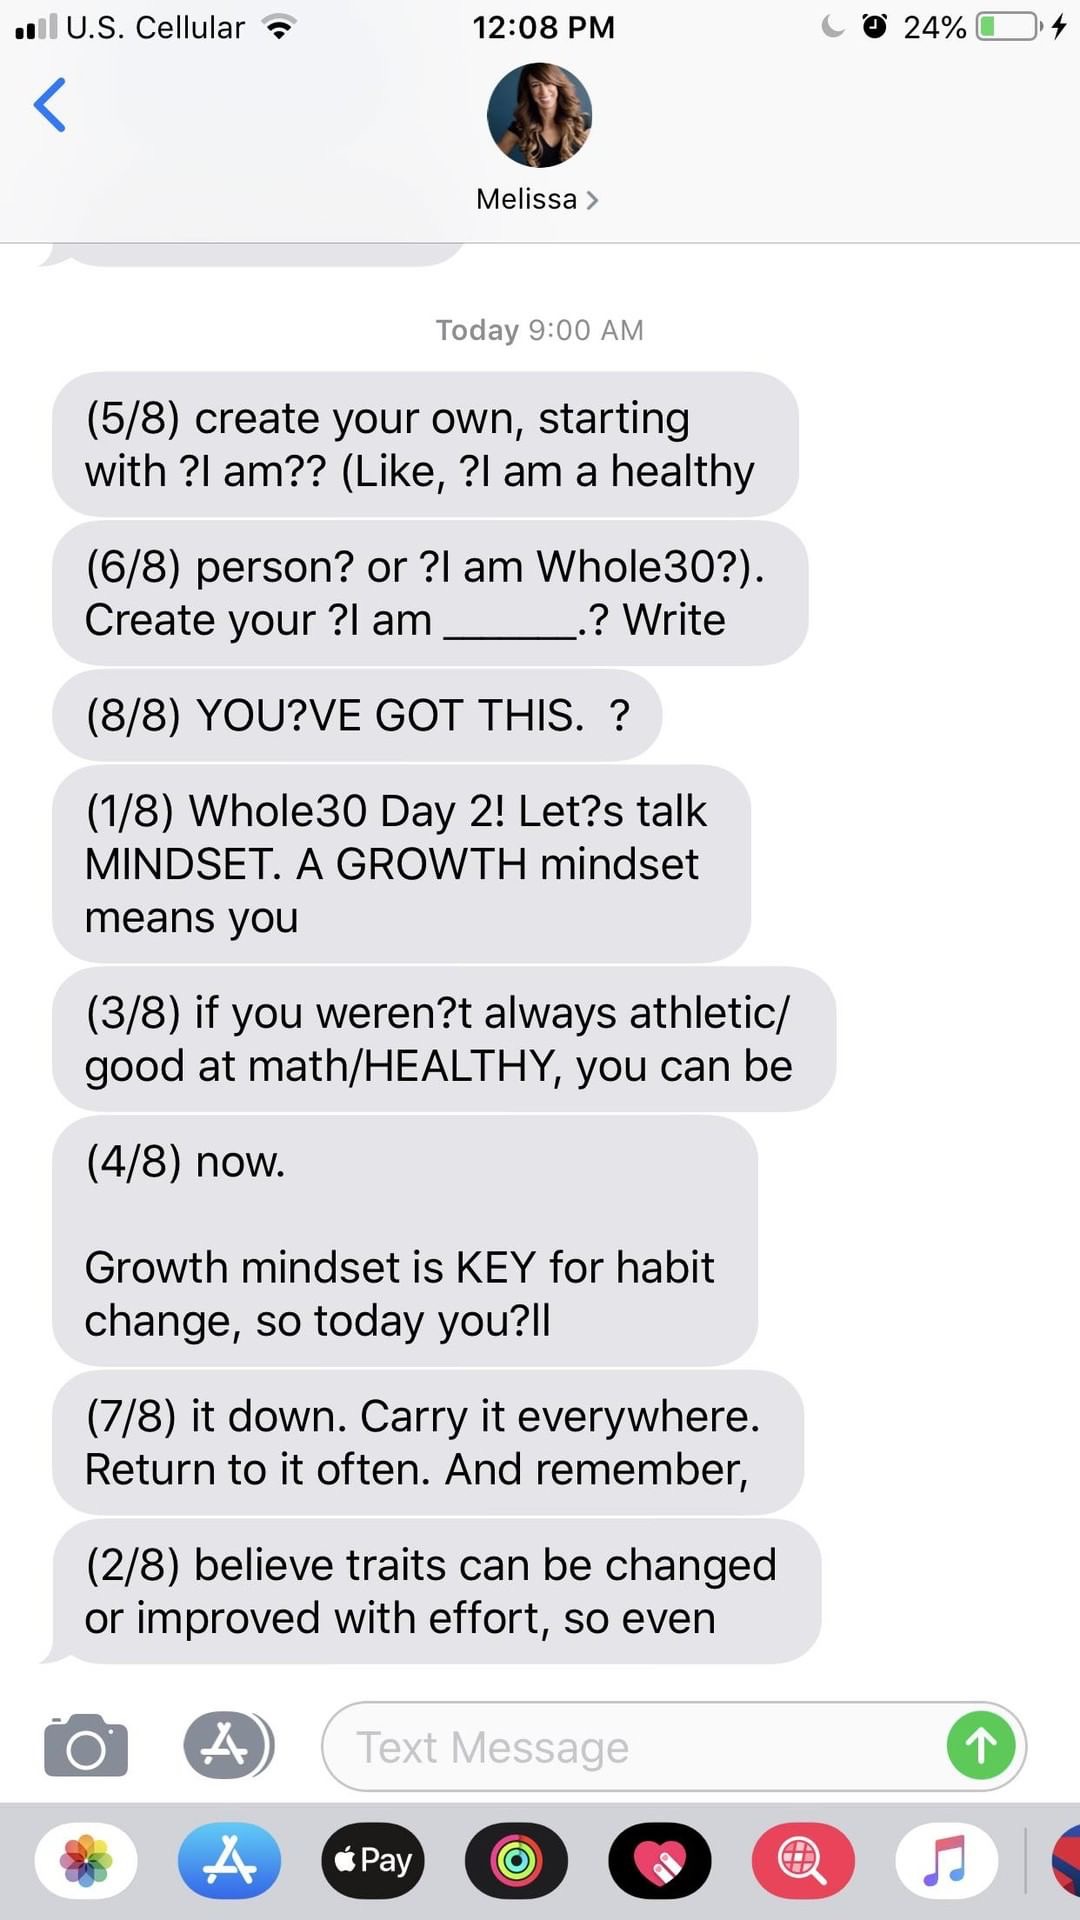 U.S. Cellular 12:08 PM 24%
Melissa
Today 9:00 AM
(5/8) create your own, starting
with ?I am?? (Like, ?I am a healthy
(6/8) person? or ?I am Whole30?).
Create your ?I am _______.? Write
(8/8) YOU?VE GOT THIS.  ?
(1/8) Whole30 Day 2! Let?s talk
MINDSET. A GROWTH mindset
means you
(3/8) if you weren?t always athletic/
good at math/HEALTHY, you can be
(4/8) now.
Growth mindset is KEY for habit
change, so today you?ll
(7/8) it down. Carry it everywhere.
Return to it often. And remember,
(2/8) believe traits can be changed
or improved with effort, so even
Text Message
Pay